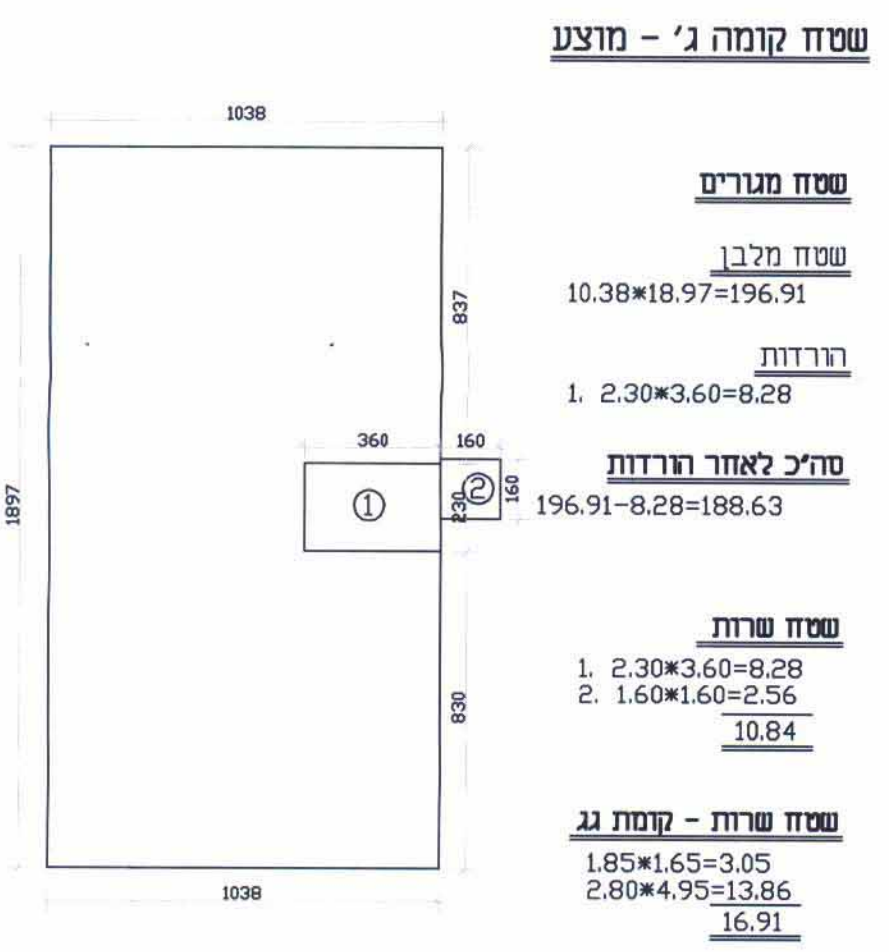 שטח קומה ג' - מוצע
1038
שטח מגורים
שטח מלבן
10.38*18.97=196.91
837
הורדות
1. 2.30*3.60=8.28
360
160
סה"כ לאחר הורדות
196.91-8.28=188.63
1897
1
230
2
160
שטח שרות
1. 2.30*3.60=8.28
2. 1.60*1.60=2.56
10.84
830
שטח שרות - קומת גג
1.85*1.65=3.05
2.80*4.95=13.86
16.91
1038